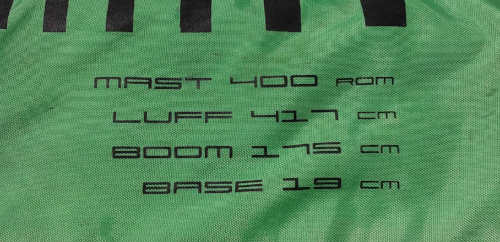 MAST 400 RDM
LUFF 417 CM
BOOM 175 CM
BASE 19 CM